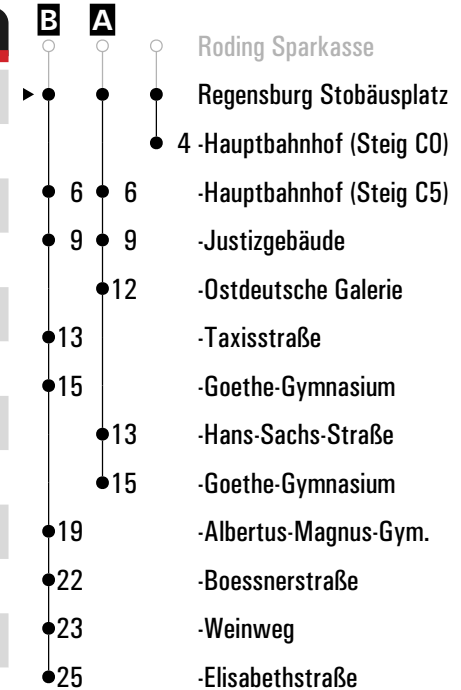 B A
Roding Sparkasse
Regensburg Stobäusplatz
4 -Hauptbahnhof (Steig C0)
6 6 -Hauptbahnhof (Steig C5)
9 9 -Justizgebäude
12 -Ostdeutsche Galerie
13 -Taxisstraße
15 -Goethe-Gymnasium
13 -Hans-Sachs-Straße
15 -Goethe-Gymnasium
19 -Albertus-Magnus-Gym.
22 -Boessnerstraße
23 -Weinweg
25 -Elisabethstraße